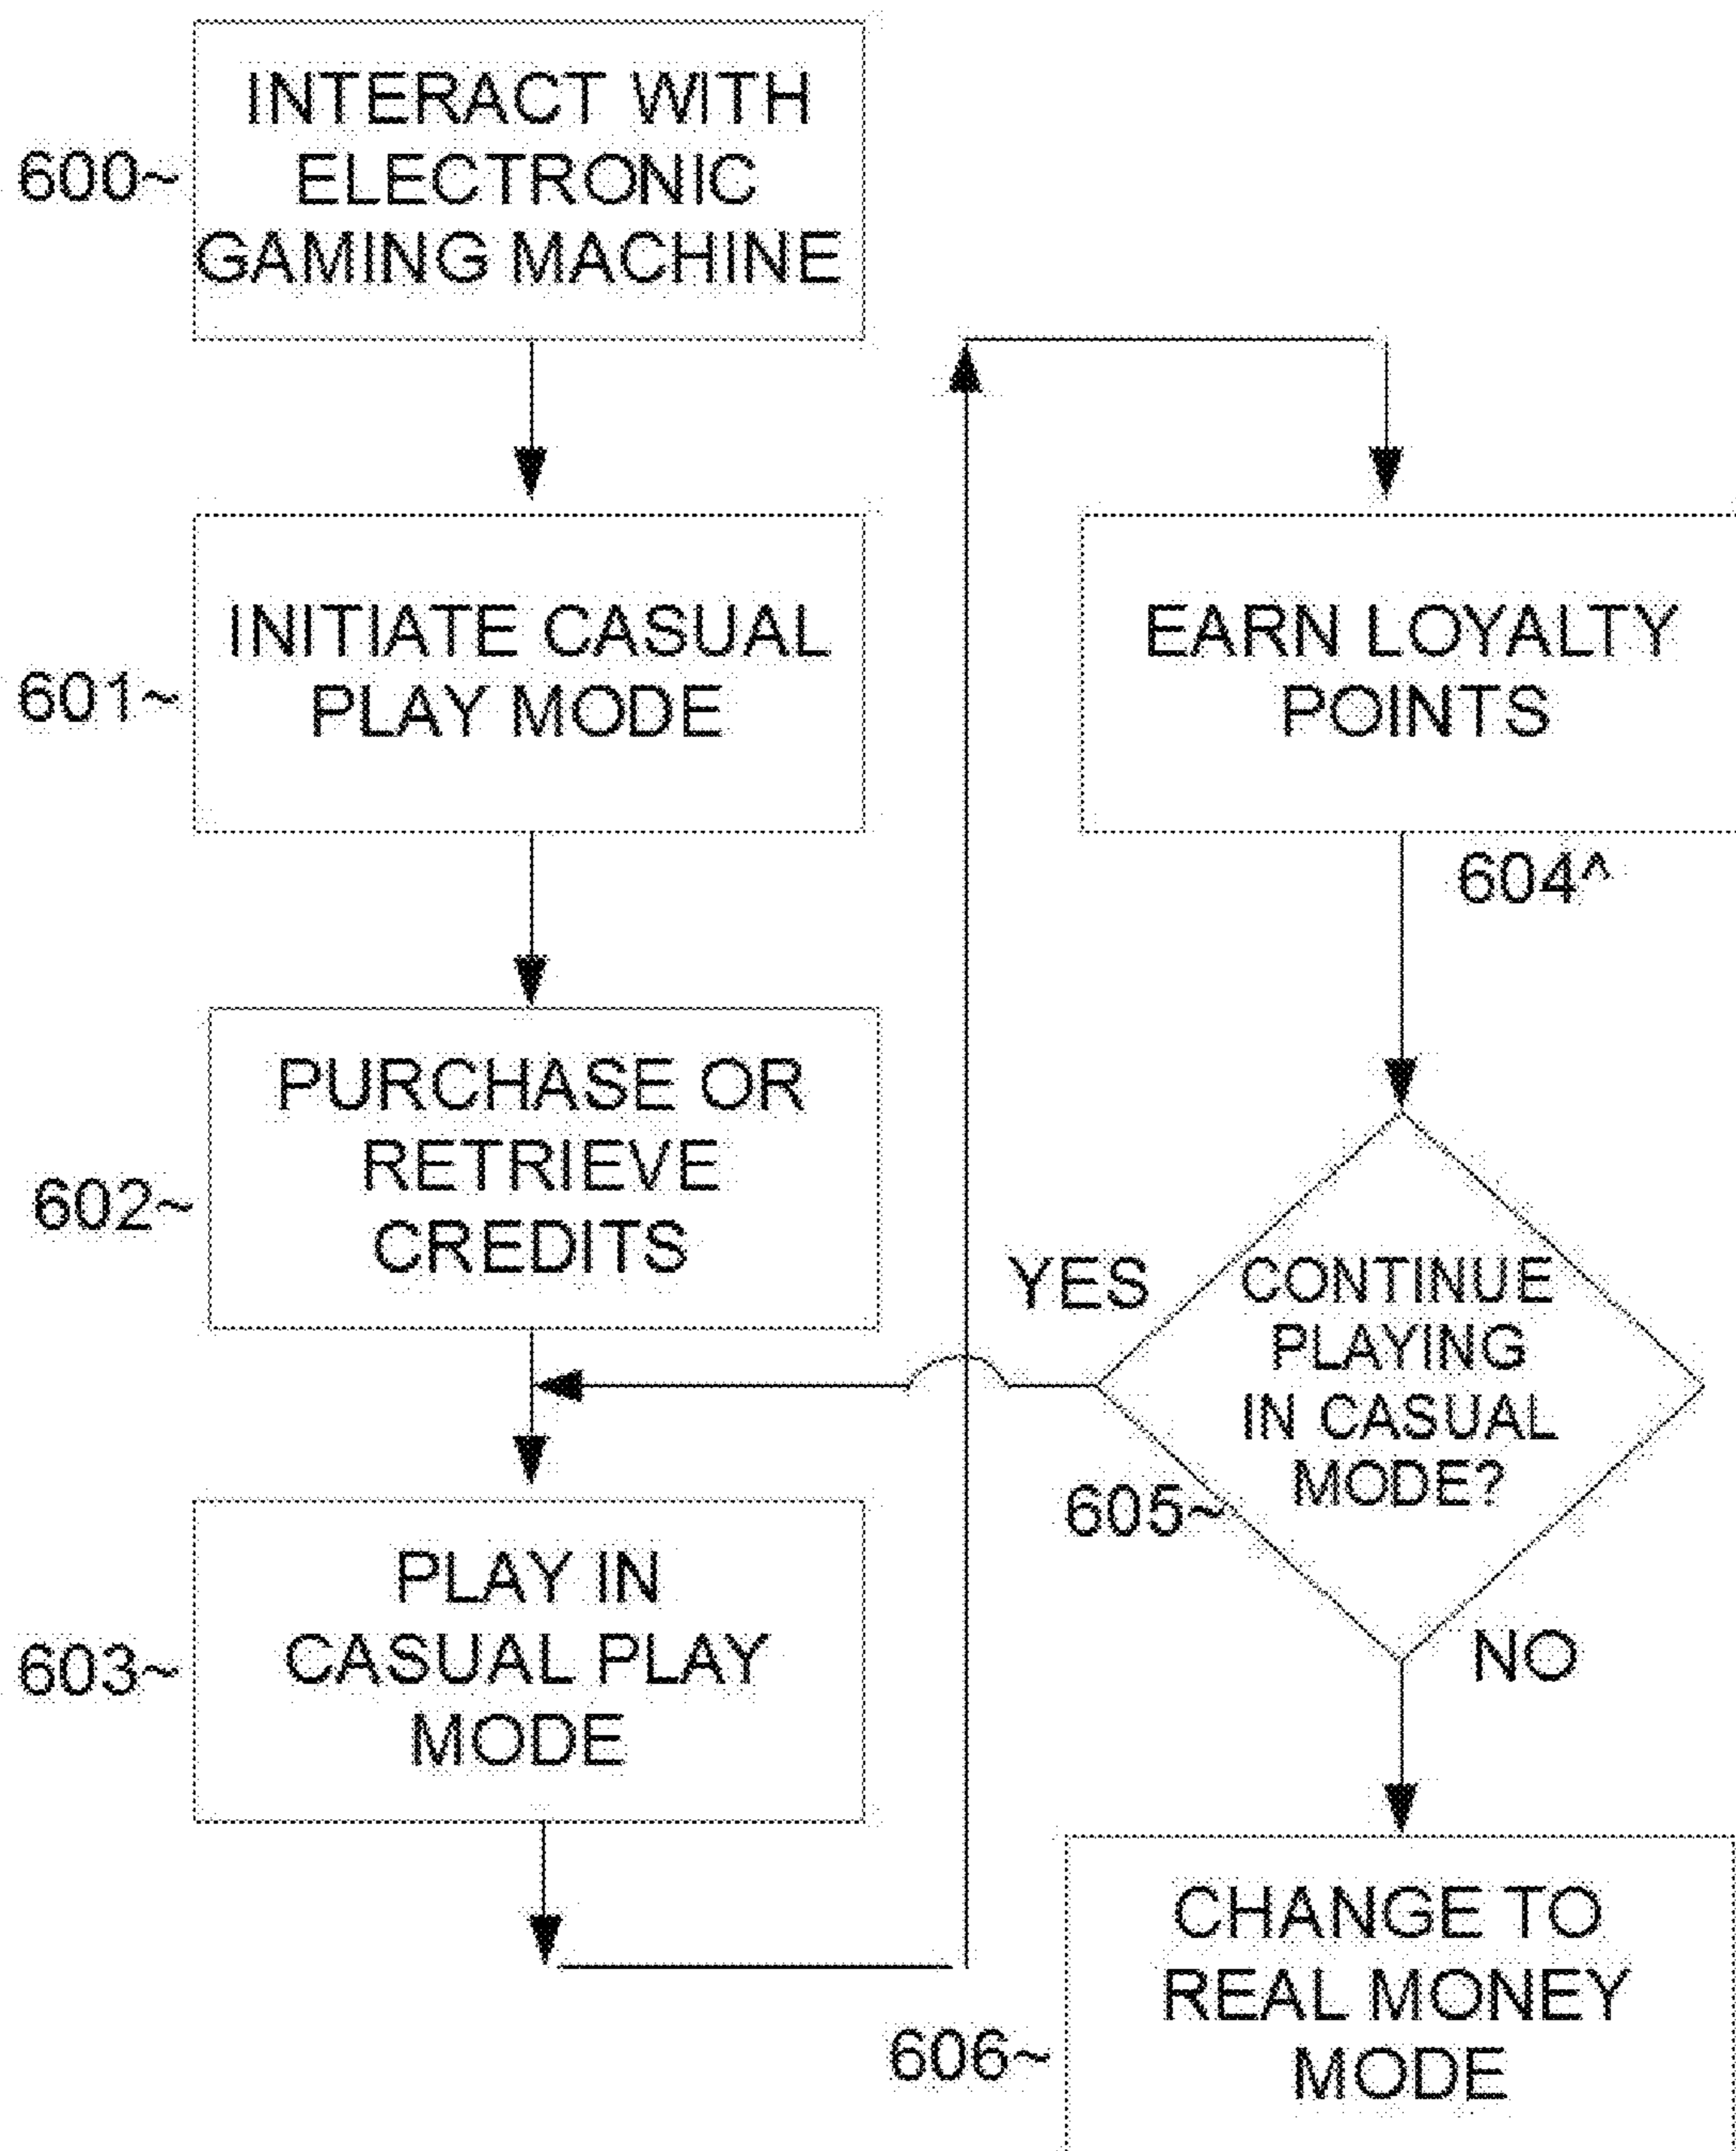 INTERACT WITH
ELECTRONIC
GAMING MACHINE
600~
INITIATE CASUAL
PLAY MODE
601~
PURCHASE OR
RETRIEVE
CREDITS
602~
PLAY IN
CASUAL PLAY
MODE
603~
EARN LOYALTY
POINTS
604^
CONTINUE
PLAYING
IN CASUAL
MODE?
605~
YES
NO
CHANGE TO
REAL MONEY
MODE
606~